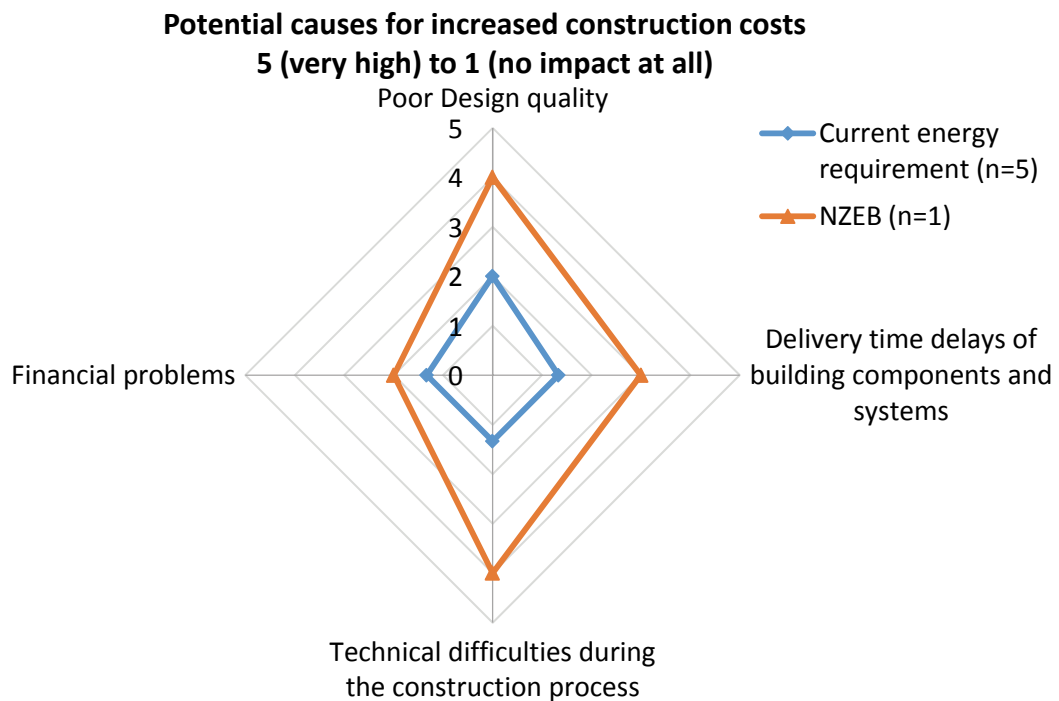 Potential causes for increased construction costs
5 (very high) to 1 (no impact at all)
Poor Design quality
5
4
3
2
1
0
Current energy
requirement (n=5)
NZEB (n=1)
Delivery time delays of
building components and
systems
Financial problems
Technical difficulties during
the construction process